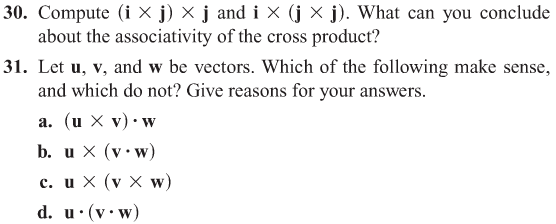 30. Compute (i × j) × j and i × (j × j). What can you conclude
about the associativity of the cross product?
31. Let u, v, and w be vectors. Which of the following make sense,
and which do not? Give reasons for your answers.
a. (u × v) · w
b. u × (v · w)
c. u × (v × w)
d. u · (v · w)